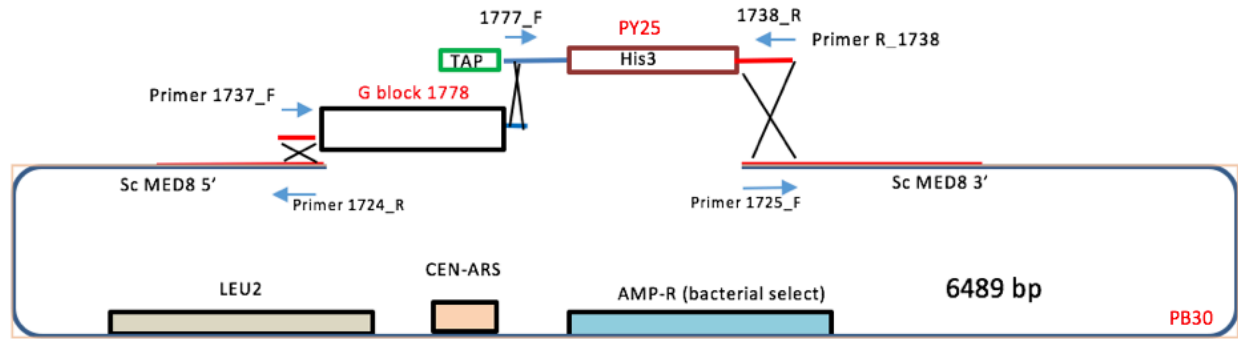 1777_F
PY25
1738_R
Primer R_1738
TAP
His3
Primer 1737_F
G block 1778
Sc MED8 5’
Primer 1724_R
Sc MED8 3’
Primer 1725_F
LEU2
CEN-ARS
AMP-R (bacterial select)
6489 bp
PB30